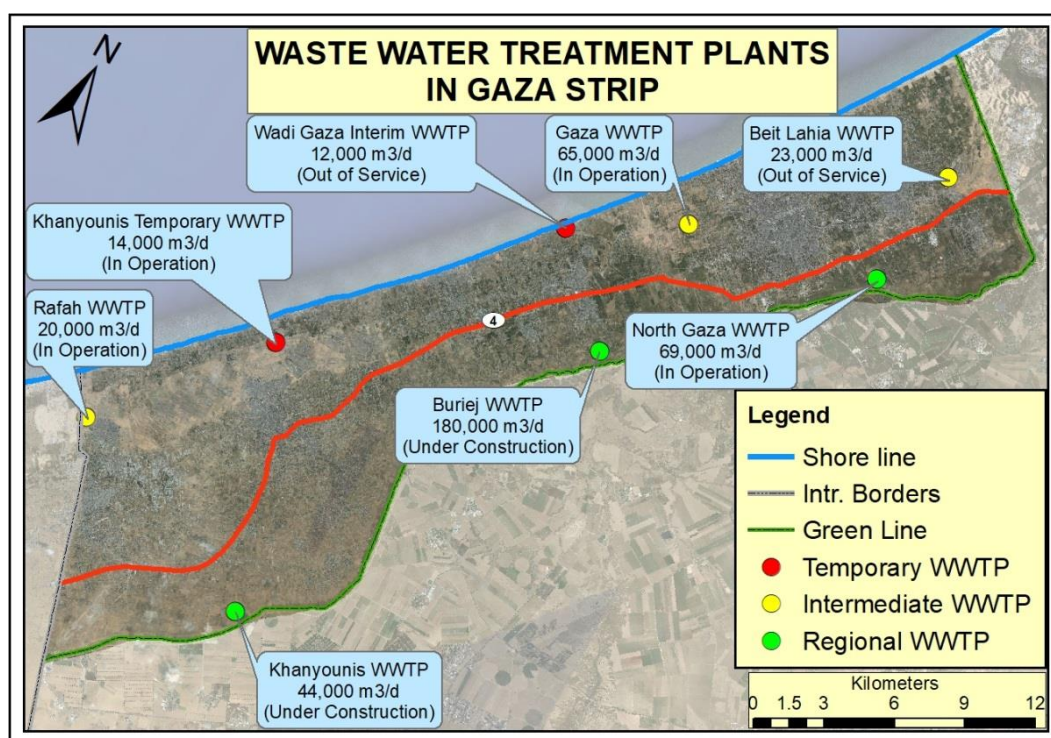 WASTE WATER TREATMENT PLANTS
IN GAZA STRIP
N
Wadi Gaza Interim WWTP
12,000 m3/d
(Out of Service)
Gaza WWTP
65,000 m3/d
(In Operation)
Beit Lahia WWTP
23,000 m3/d
(Out of Service)
Khanyounis Temporary WWTP
14,000 m3/d
(In Operation)
Rafah WWTP
20,000 m3/d
(In Operation)
4
North Gaza WWTP
69,000 m3/d
(In Operation)
Buriej WWTP
180,000 m3/d
(Under Construction)
Khanyounis WWTP
44,000 m3/d
(Under Construction)
Legend
Shore line
Intr. Borders
Green Line
Temporary WWTP
Intermediate WWTP
Regional WWTP
Kilometers
0 1.5 3 6 9 12